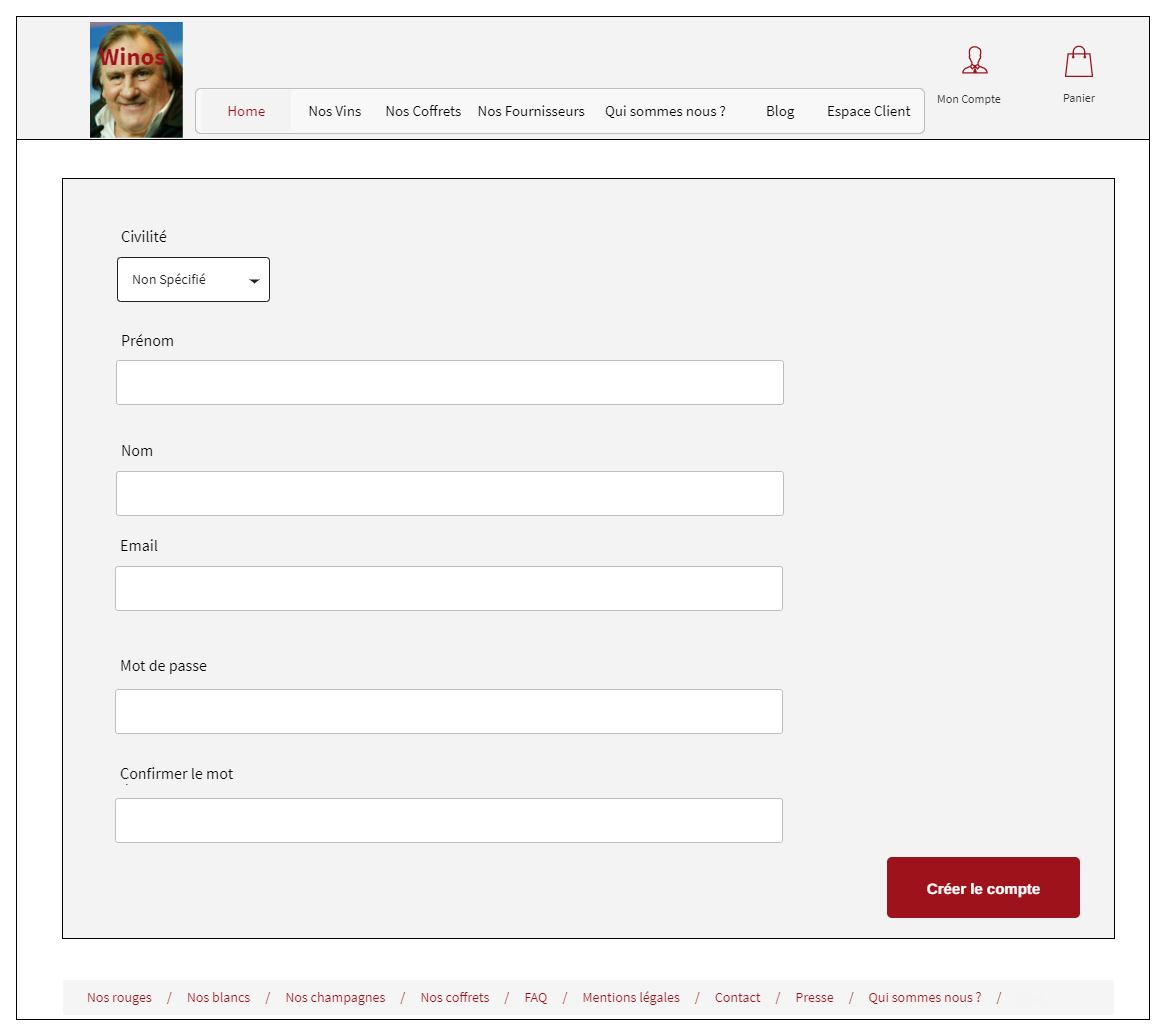 Winos
Mon Compte
Panier
Home Nos Vins Nos Coffrets Nos Fournisseurs Qui sommes nous ? Blog Espace Client
Civilité
Non Spécifié
Prénom
Nom
Email
Mot de passe
Confirmer le mot
Créer le compte
Nos rouges / Nos blancs / Nos champagnes / Nos coffrets / FAQ / Mentions légales / Contact / Presse / Qui sommes nous ? /